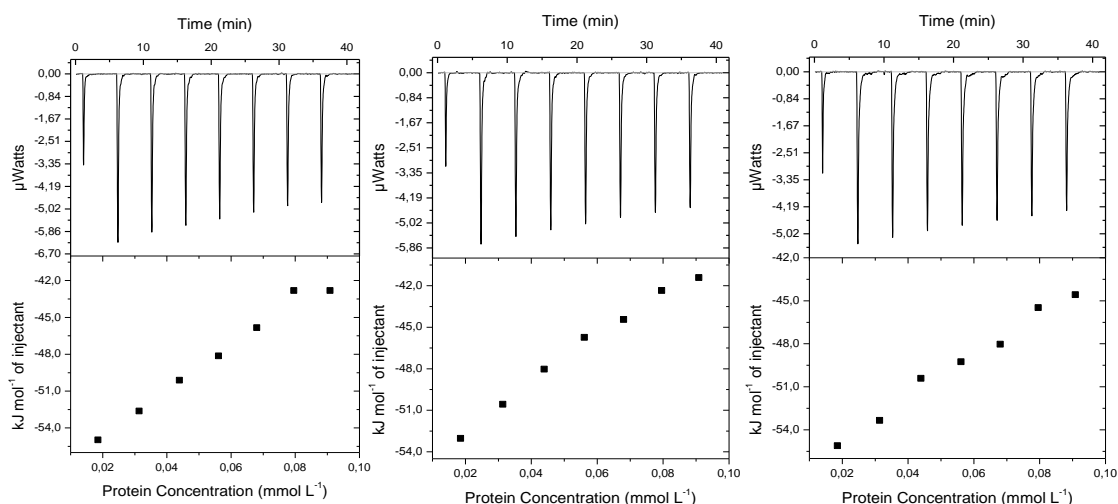 Time (min)
0 10 20 30 40
0,00
-0,84
-1,67
-2,51
-3,35
-4,19
-5,02
-5,86
-6,70
µWatts
-42,0
-45,0
-48,0
-51,0
-54,0
kJ mol⁻¹ of injectant
0,02 0,04 0,06 0,08 0,10
Protein Concentration (mmol L⁻¹)
Time (min)
0 10 20 30 40
0,00
-0,84
-1,67
-2,51
-3,35
-4,19
-5,02
-5,86
µWatts
-42,0
-45,0
-48,0
-51,0
-54,0
kJ mol⁻¹ of injectant
0,02 0,04 0,06 0,08 0,10
Protein Concentration (mmol L⁻¹)
Time (min)
0 10 20 30 40
0,00
-0,84
-1,67
-2,51
-3,35
-4,19
-5,02
µWatts
-42,0
-45,0
-48,0
-51,0
-54,0
kJ mol⁻¹ of injectant
0,02 0,04 0,06 0,08 0,10
Protein Concentration (mmol L⁻¹)